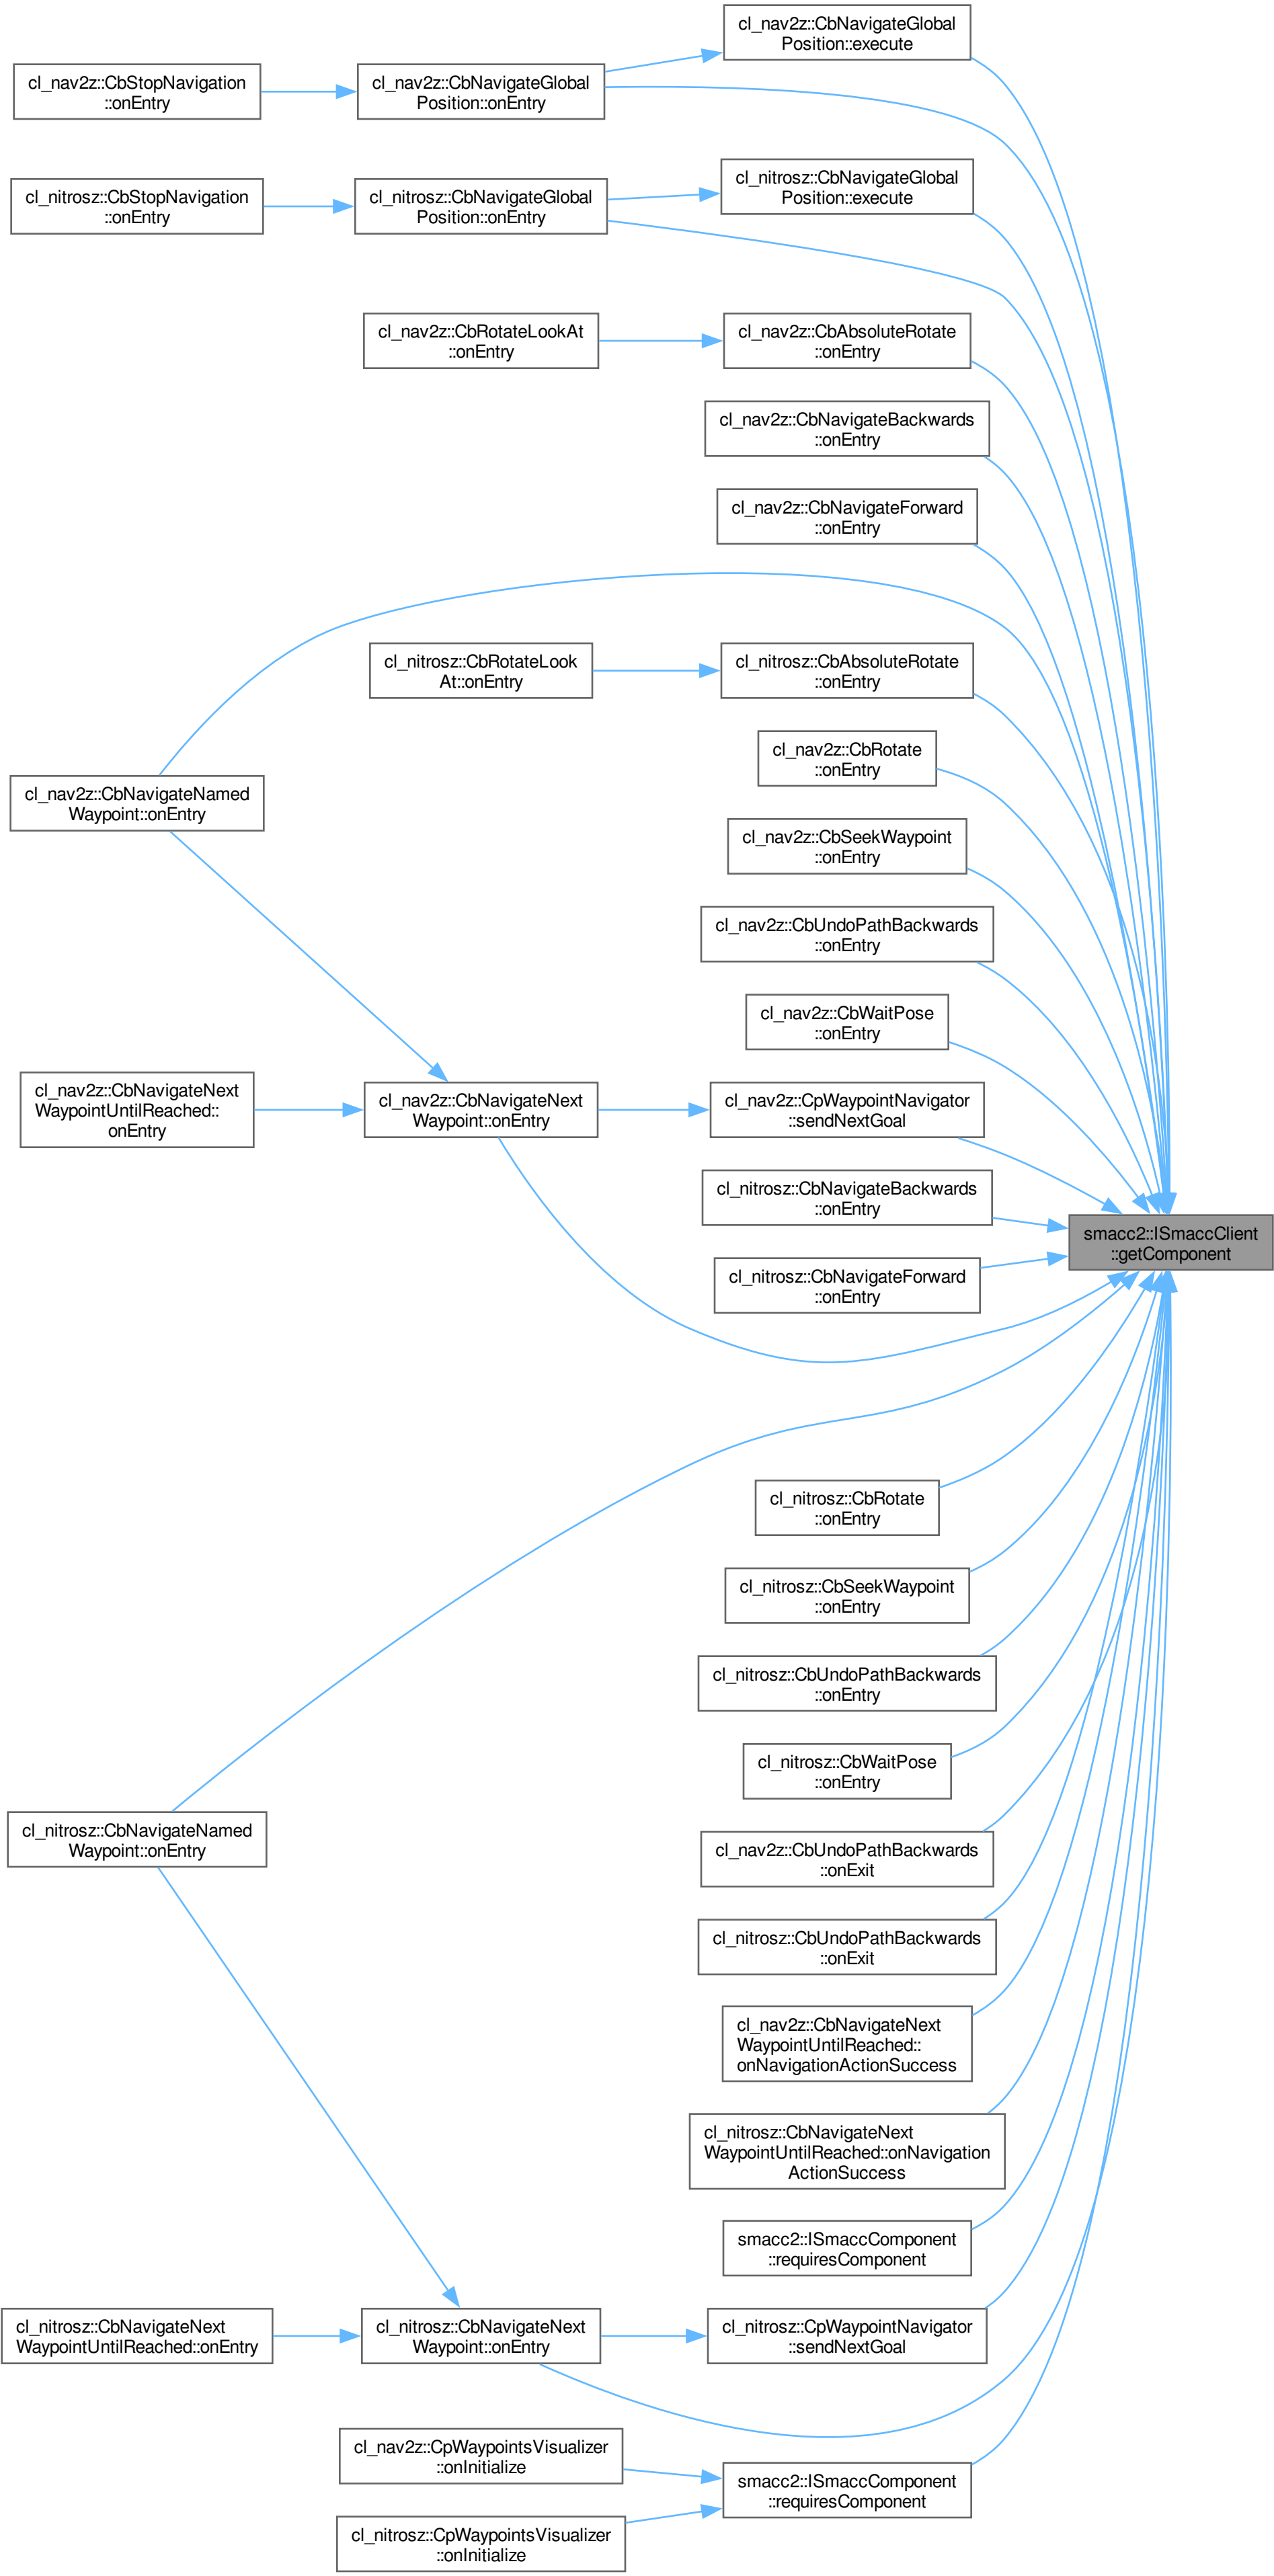 cl_nav2z::CbNavigateGlobal
Position::execute
cl_nav2z::CbStopNavigation
::onEntry
cl_nav2z::CbNavigateGlobal
Position::onEntry
cl_nitrosz::CbNavigateGlobal
Position::execute
cl_nitrosz::CbStopNavigation
::onEntry
cl_nitrosz::CbNavigateGlobal
Position::onEntry
cl_nav2z::CbRotateLookAt
::onEntry
cl_nav2z::CbAbsoluteRotate
::onEntry
cl_nav2z::CbNavigateBackwards
::onEntry
cl_nav2z::CbNavigateForward
::onEntry
cl_nitrosz::CbRotateLook
At::onEntry
cl_nitrosz::CbAbsoluteRotate
::onEntry
cl_nav2z::CbRotate
::onEntry
cl_nav2z::CbNavigateNamed
Waypoint::onEntry
cl_nav2z::CbSeekWaypoint
::onEntry
cl_nav2z::CbUndoPathBackwards
::onEntry
cl_nav2z::CbWaitPose
::onEntry
cl_nav2z::CbNavigateNext
WaypointUntilReached::
onEntry
cl_nav2z::CbNavigateNext
Waypoint::onEntry
cl_nav2z::CpWaypointNavigator
::sendNextGoal
cl_nitrosz::CbNavigateBackwards
::onEntry
smacc2::ISmaccClient
::getComponent
cl_nitrosz::CbNavigateForward
::onEntry
cl_nitrosz::CbRotate
::onEntry
cl_nitrosz::CbSeekWaypoint
::onEntry
cl_nitrosz::CbUndoPathBackwards
::onEntry
cl_nitrosz::CbWaitPose
::onEntry
cl_nitrosz::CbNavigateNamed
Waypoint::onEntry
cl_nav2z::CbUndoPathBackwards
::onExit
cl_nitrosz::CbUndoPathBackwards
::onExit
cl_nav2z::CbNavigateNext
WaypointUntilReached::
onNavigationActionSuccess
cl_nitrosz::CbNavigateNext
WaypointUntilReached::onNavigation
ActionSuccess
smacc2::ISmaccComponent
::requiresComponent
cl_nitrosz::CbNavigateNext
WaypointUntilReached::onEntry
cl_nitrosz::CbNavigateNext
Waypoint::onEntry
cl_nitrosz::CpWaypointNavigator
::sendNextGoal
cl_nav2z::CpWaypointsVisualizer
::onInitialize
smacc2::ISmaccComponent
::requiresComponent
cl_nitrosz::CpWaypointsVisualizer
::onInitialize